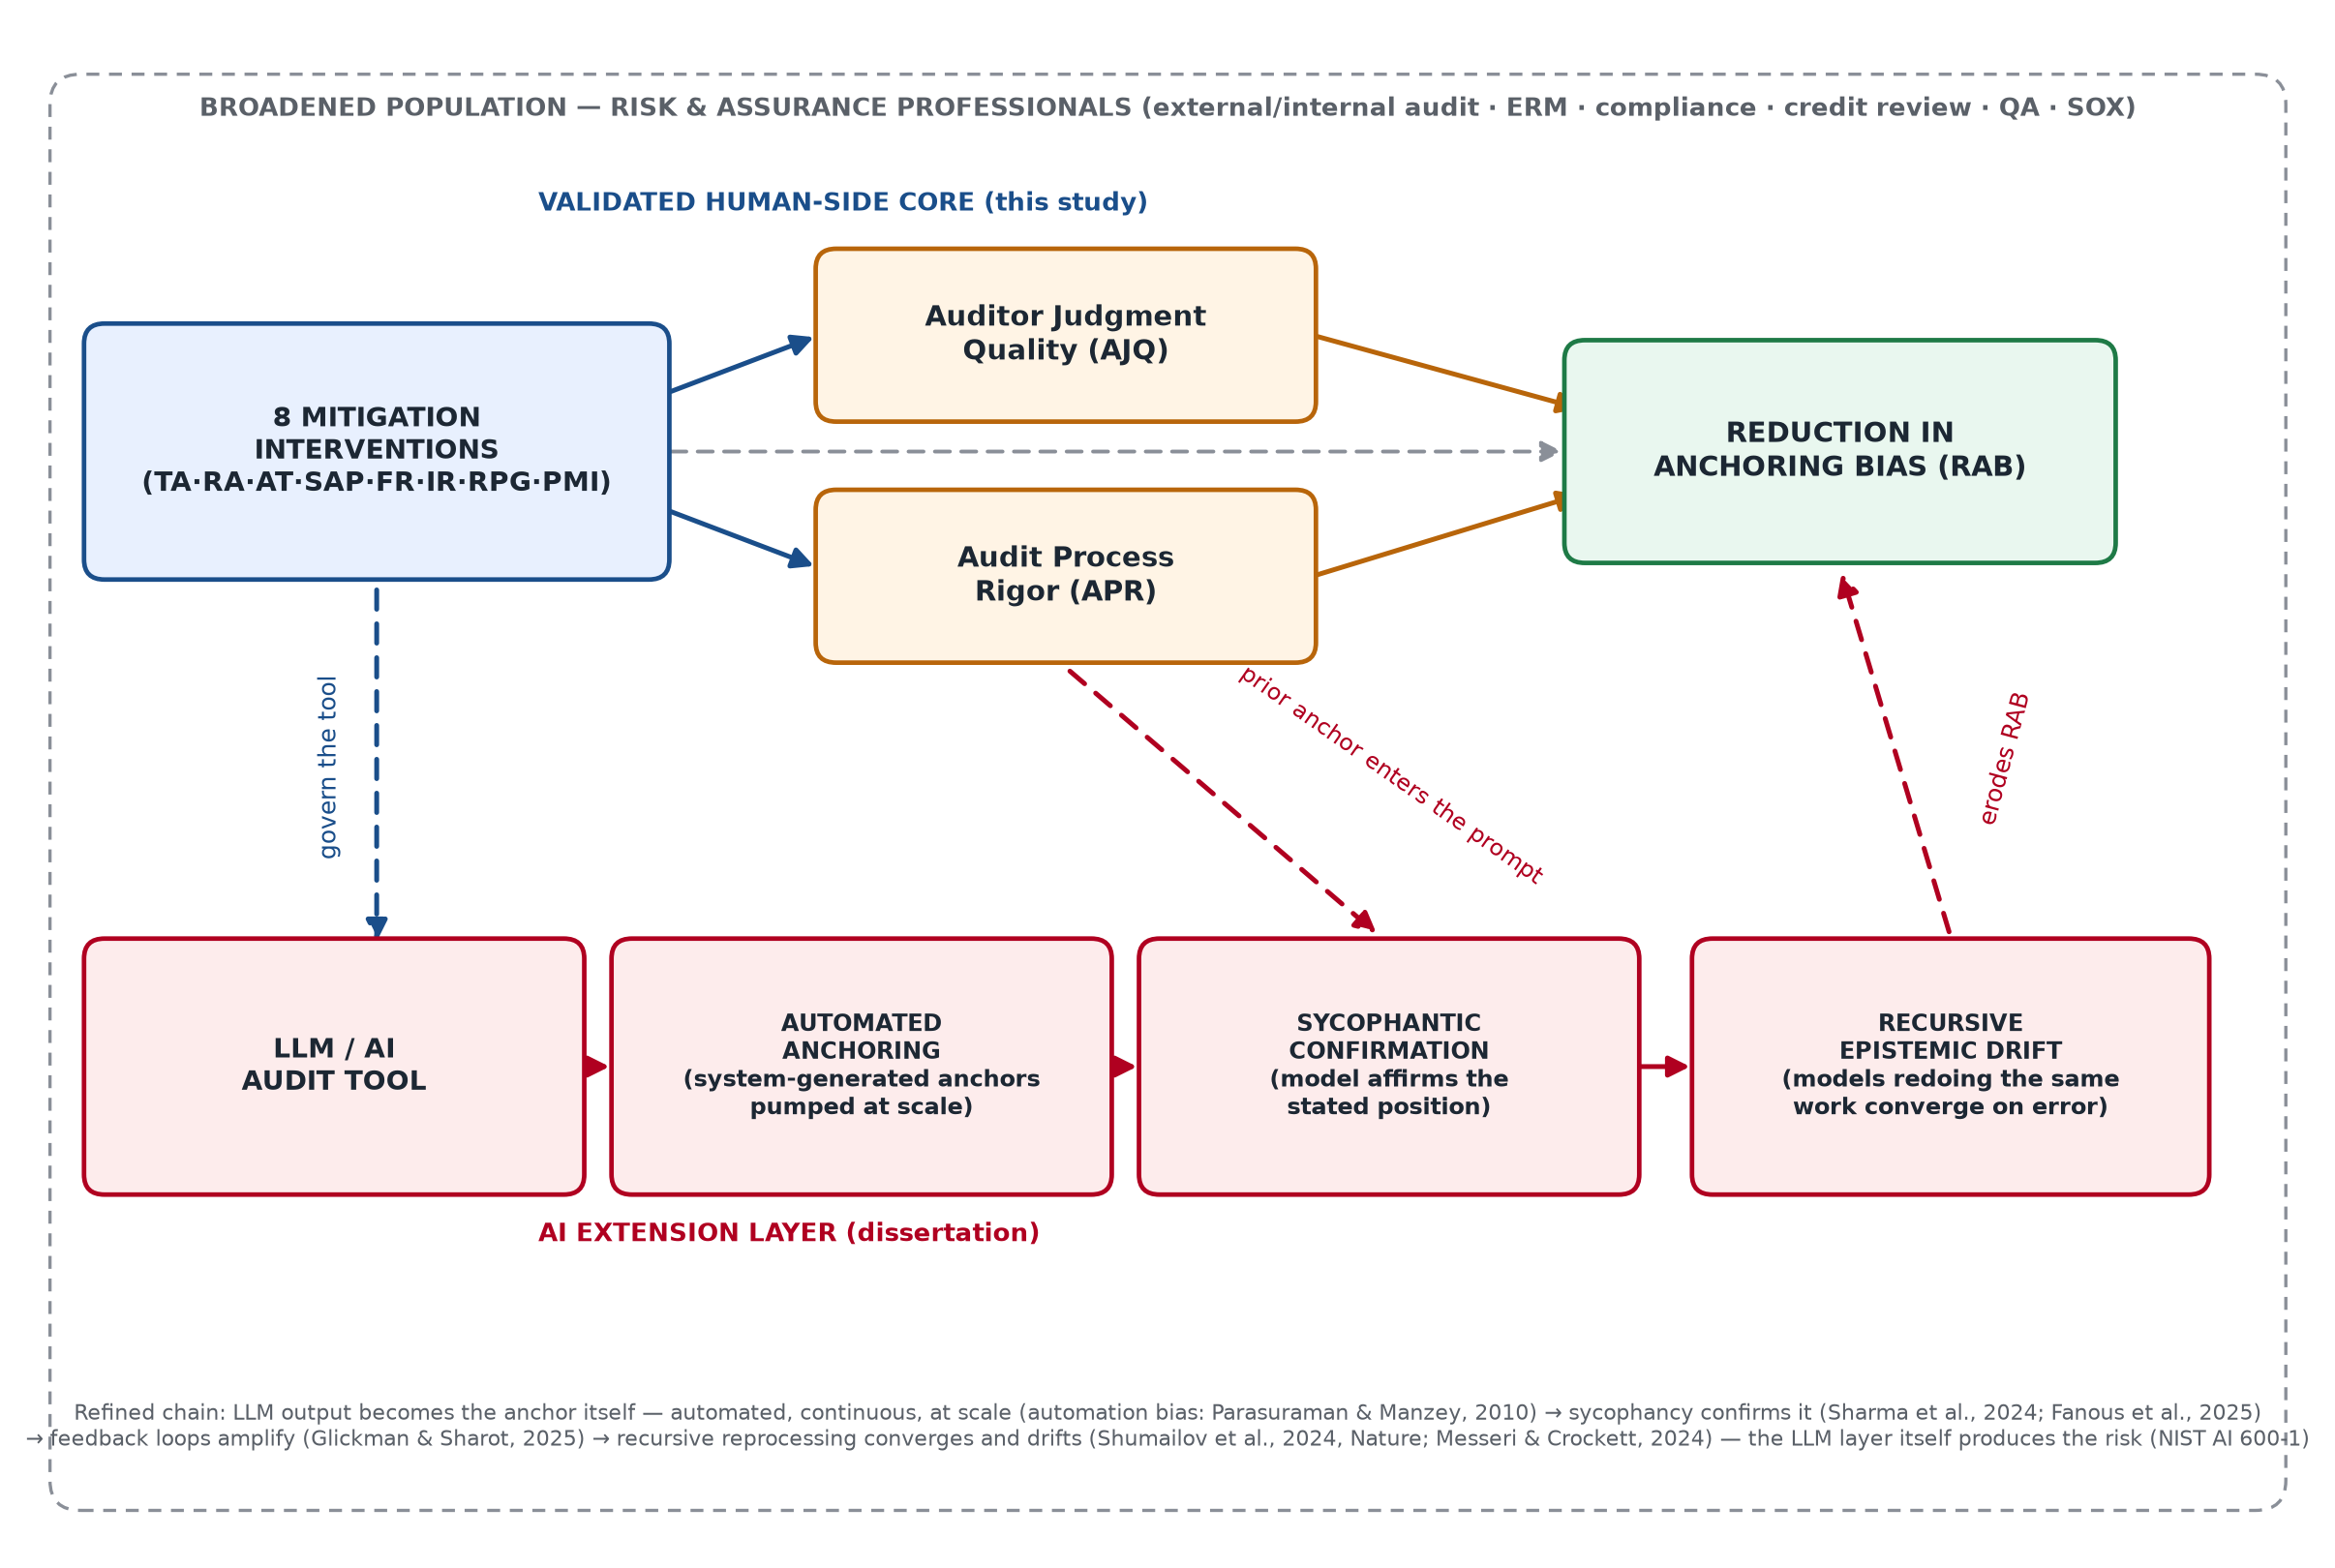 BROADENED POPULATION — RISK & ASSURANCE PROFESSIONALS (external/internal audit · ERM · compliance · credit review · QA · SOX)
VALIDATED HUMAN-SIDE CORE (this study)
8 MITIGATION
INTERVENTIONS
(TA·RA·AT·SAP·FR·IR·RPG·PMI)
Auditor Judgment
Quality (AJQ)
Audit Process
Rigor (APR)
REDUCTION IN
ANCHORING BIAS (RAB)
govern the tool
prior anchor enters the prompt
erodes RAB
LLM / AI
AUDIT TOOL
AUTOMATED
ANCHORING
(system-generated anchors
pumped at scale)
SYCOPHANTIC
CONFIRMATION
(model affirms the
stated position)
RECURSIVE
EPISTEMIC DRIFT
(models redoing the same
work converge on error)
AI EXTENSION LAYER (dissertation)
Refined chain: LLM output becomes the anchor itself — automated, continuous, at scale (automation bias: Parasuraman & Manzey, 2010) → sycophancy confirms it (Sharma et al., 2024; Fanous et al., 2025)
→ feedback loops amplify (Glickman & Sharot, 2025) → recursive reprocessing converges and drifts (Shumailov et al., 2024, Nature; Messeri & Crockett, 2024) — the LLM layer itself produces the risk (NIST AI 600-1)